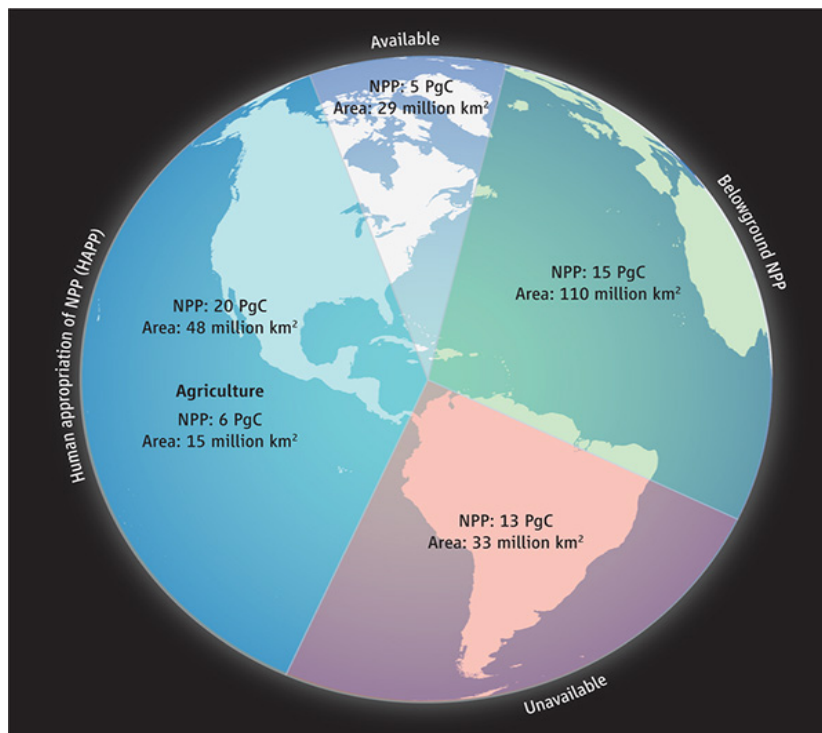 Available
NPP: 5 PgC
Area: 29 million km²
Belowground NPP
NPP: 15 PgC
Area: 110 million km²
Human appropriation of NPP (HAPP)
NPP: 20 PgC
Area: 48 million km²
Agriculture
NPP: 6 PgC
Area: 15 million km²
NPP: 13 PgC
Area: 33 million km²
Unavailable